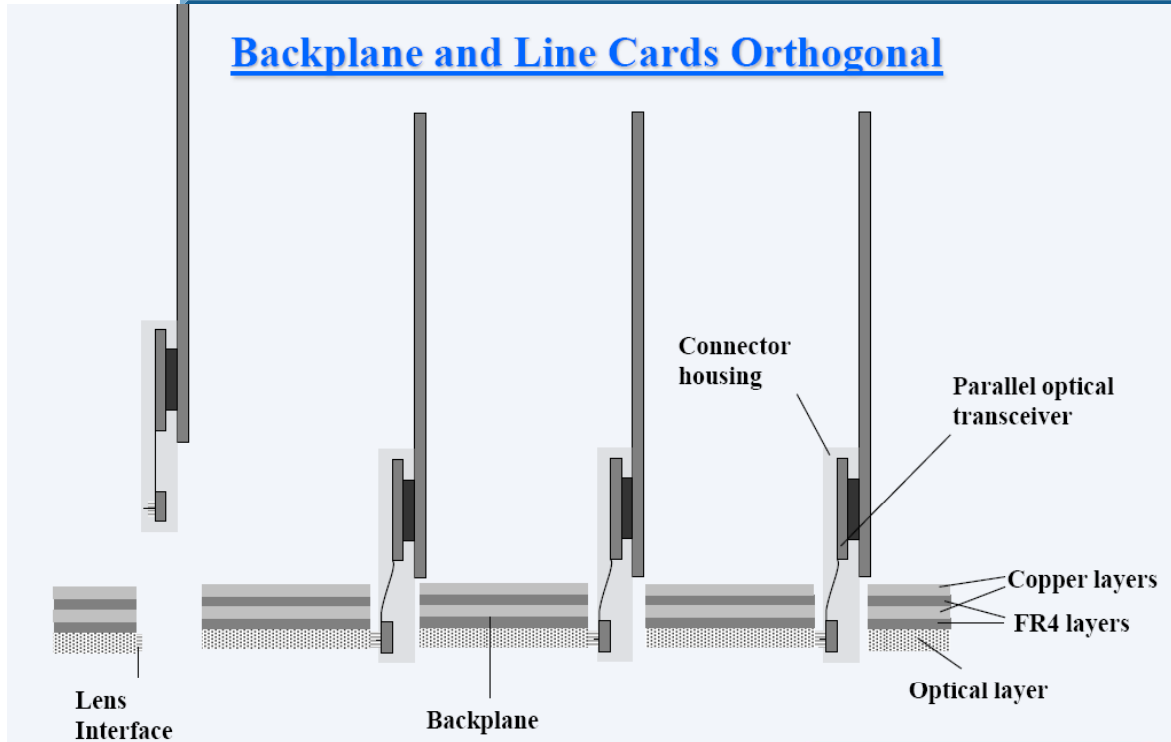 Backplane and Line Cards Orthogonal
Connector
housing
Parallel optical
transceiver
Copper layers
FR4 layers
Optical layer
Lens
Interface
Backplane